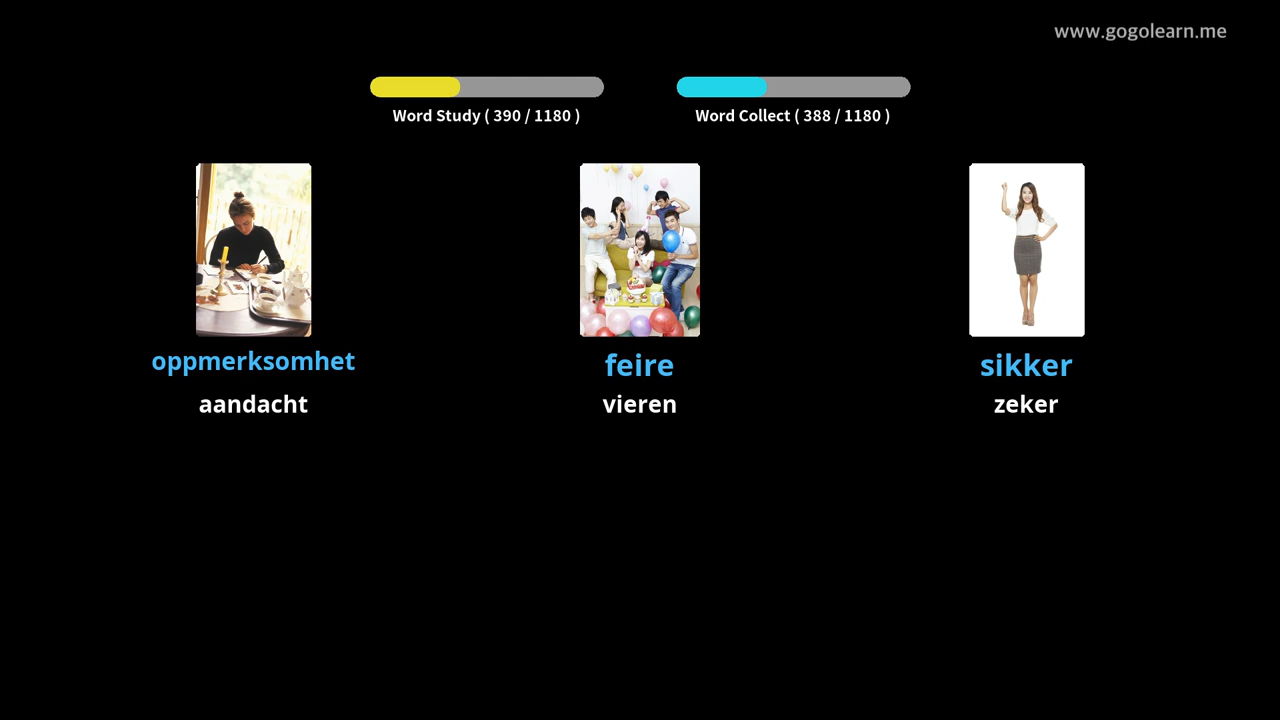 www.gogolearn.me
Word Study ( 390 / 1180 )
Word Collect ( 388 / 1180 )
oppmerksomhet
feire
sikker
aandacht
vieren
zeker